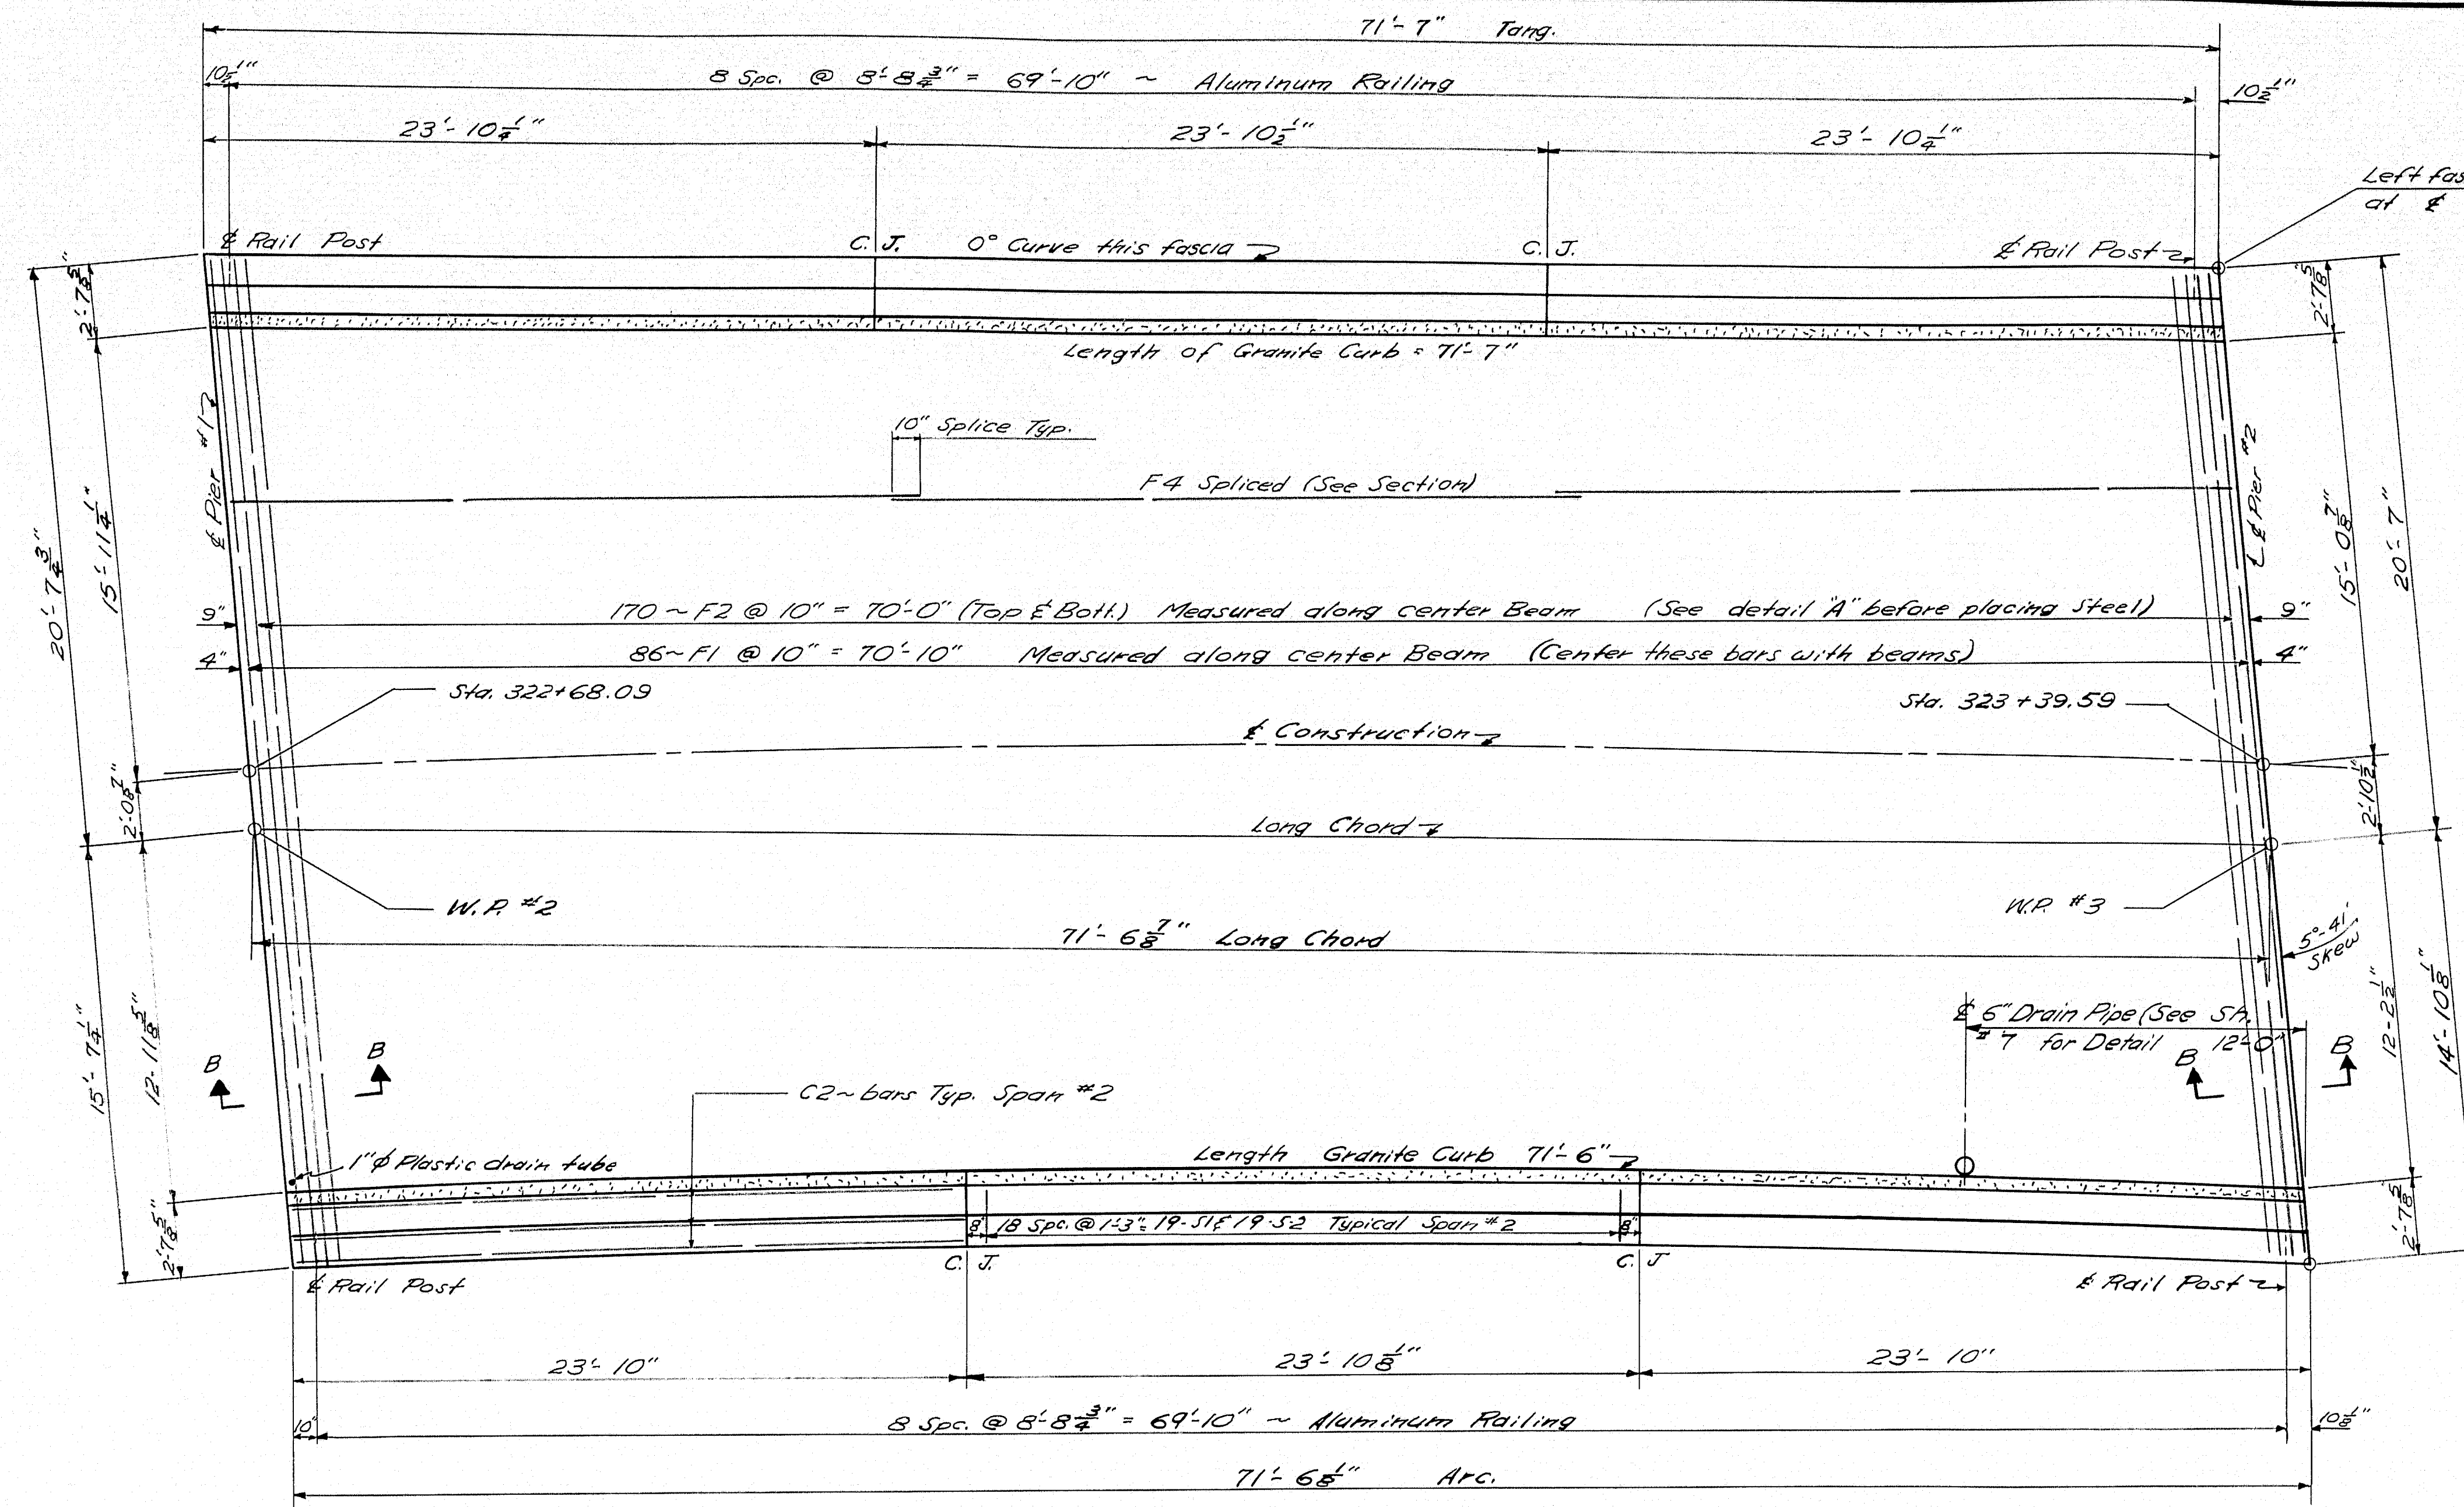 71'-7" Tang.
10½"
8 Spc. @ 8'-8¾" = 69'-10" ~ Aluminum Railing
10½"
23'-10¼"
23'-10½"
23'-10¼"
Left fas
at ℄
℄ Rail Post
C. J.
0° Curve this fascia
C. J.
℄ Rail Post
2'-7⅝"
2'-7⅝"
Length of Granite Curb = 71'-7"
℄ Pier #1
10" Splice Typ.
F4 Spliced (See Section)
℄ Pier #2
20'-7¾"
15'-11¼"
15'-0⅞"
20'-7"
9"
170 ~ F2 @ 10" = 70'-0" (Top & Bott.) Measured along center Beam (See detail "A" before placing Steel)
9"
4"
86 ~ F1 @ 10" = 70'-10" Measured along center Beam (Center these bars with beams)
4"
Sta. 322+68.09
Sta. 323+39.59
℄ Construction
2'-0⅞"
2'-10½"
Long Chord
W.P. #2
W.P. #3
71'-6⅞" Long Chord
5°-41'
Skew
15'-7¼"
12'-11⅝"
12'-2½"
14'-10⅛"
℄ 6" Drain Pipe (See Sh.
#7 for Detail 12'-0"
B
B
B
B
C2 ~ bars Typ. Span #2
1"ϕ Plastic drain tube
Length Granite Curb 71'-6"
2'-7⅝"
8"
18 Spc. @ 1'-3" = 19-S1 & 19-S2 Typical Span #2
8"
2'-7⅝"
C. J.
C. J
℄ Rail Post
℄ Rail Post
23'-10"
23'-10⅛"
23'-10"
10"
8 Spc. @ 8'-8¾" = 69'-10" ~ Aluminum Railing
10⅛"
71'-6⅛" Arc.